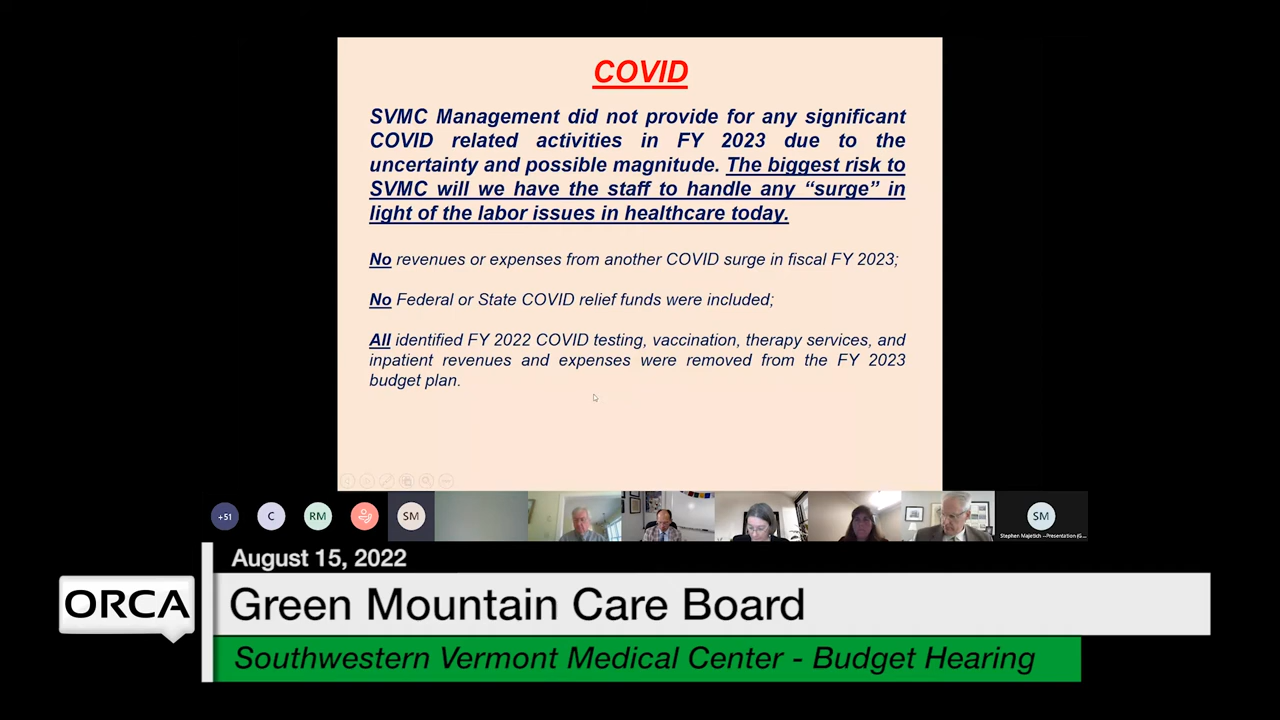 COVID
SVMC Management did not provide for any significant
COVID related activities in FY 2023 due to the
uncertainty and possible magnitude. The biggest risk to
SVMC will we have the staff to handle any “surge” in
light of the labor issues in healthcare today.
No revenues or expenses from another COVID surge in fiscal FY 2023;
No Federal or State COVID relief funds were included;
All identified FY 2022 COVID testing, vaccination, therapy services, and
inpatient revenues and expenses were removed from the FY 2023
budget plan.
+51
C
RM
SM
SM
Stephen Majetich --Presentation (G...
August 15, 2022
ORCA
Green Mountain Care Board
Southwestern Vermont Medical Center - Budget Hearing